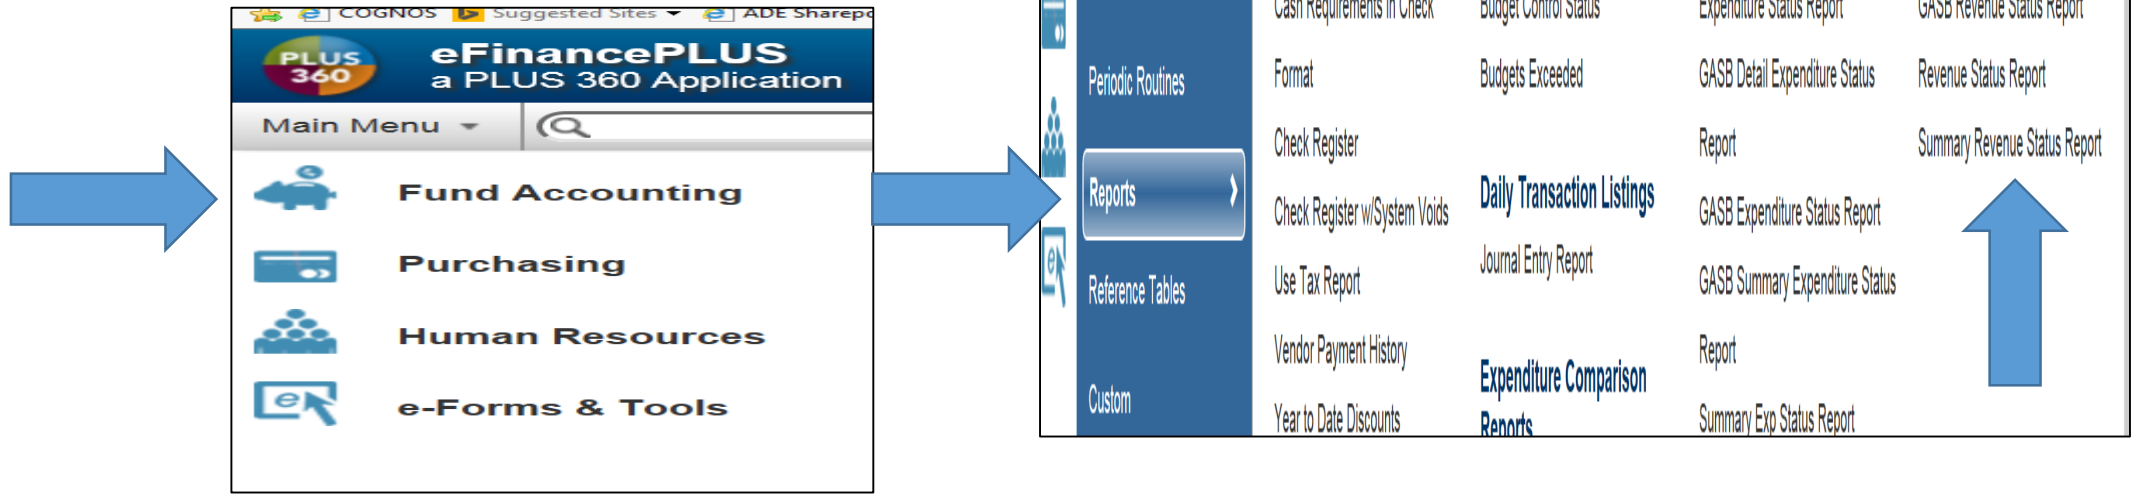 COGNOS Suggested Sites ADE Sharepo
PLUS
360
eFinancePLUS
a PLUS 360 Application
Main Menu
Fund Accounting
Purchasing
Human Resources
e-Forms & Tools
Periodic Routines
Reports
Reference Tables
Custom
Cash Requirements in Check
Format
Check Register
Check Register w/System Voids
Use Tax Report
Vendor Payment History
Year to Date Discounts
Budget Control Status
Budgets Exceeded
Daily Transaction Listings
Journal Entry Report
Expenditure Comparison
Reports
Expenditure Status Report
GASB Detail Expenditure Status
Report
GASB Expenditure Status Report
GASB Summary Expenditure Status
Report
Summary Exp Status Report
GASB Revenue Status Report
Revenue Status Report
Summary Revenue Status Report